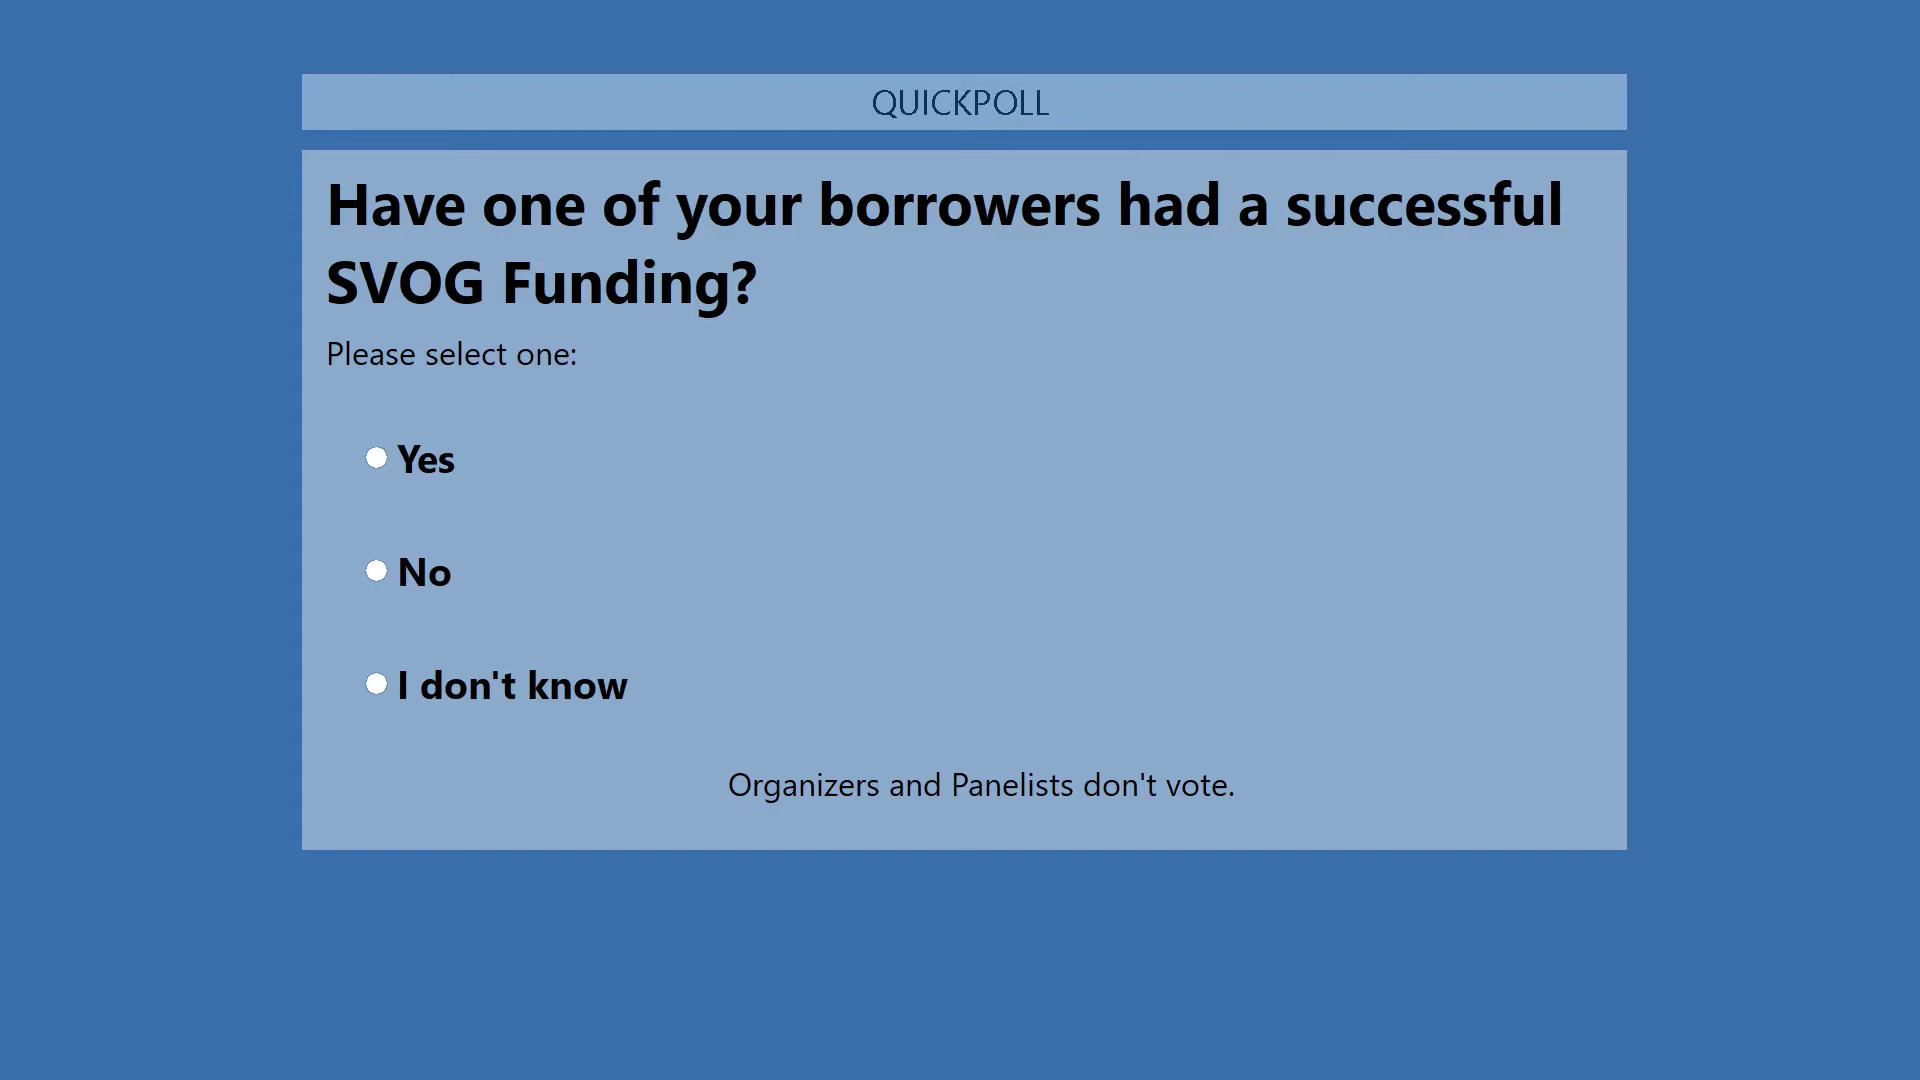 QUICKPOLL
Have one of your borrowers had a successful
SVOG Funding?
Please select one:
Yes
No
I don't know
Organizers and Panelists don't vote.